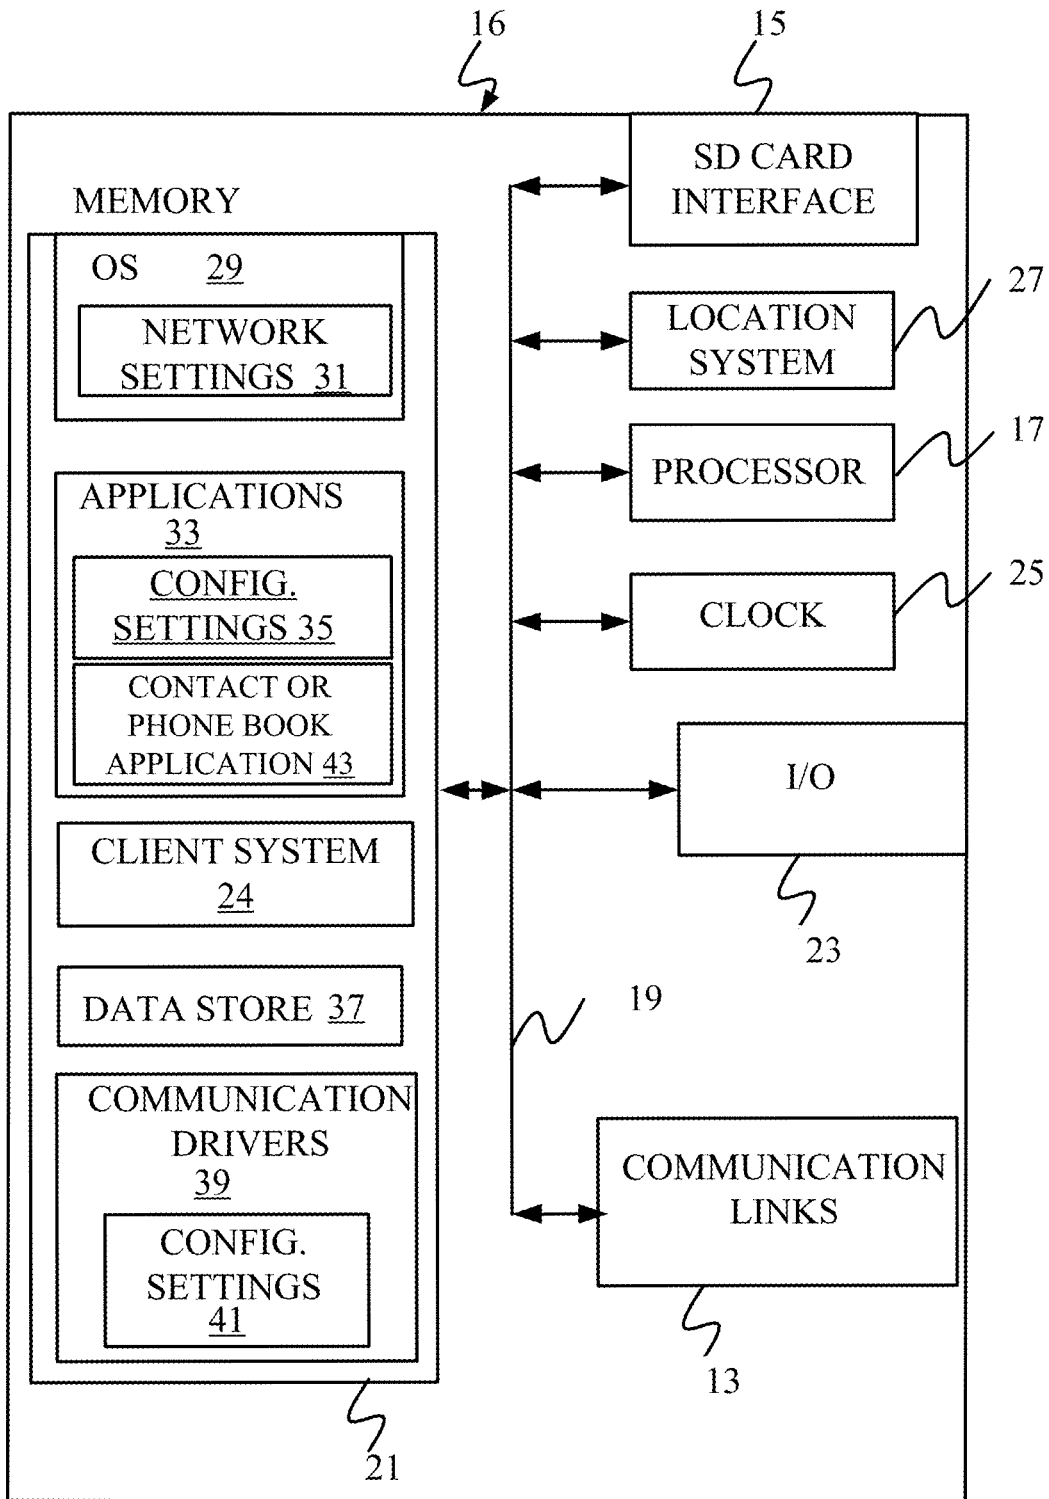 16
15
SD CARD
INTERFACE
MEMORY
OS 29
NETWORK
SETTINGS 31
27
LOCATION
SYSTEM
17
PROCESSOR
APPLICATIONS
33
CONFIG.
SETTINGS 35
25
CLOCK
CONTACT OR
PHONE BOOK
APPLICATION 43
I/O
23
CLIENT SYSTEM
24
DATA STORE 37
19
COMMUNICATION
DRIVERS
39
CONFIG.
SETTINGS
41
COMMUNICATION
LINKS
13
21